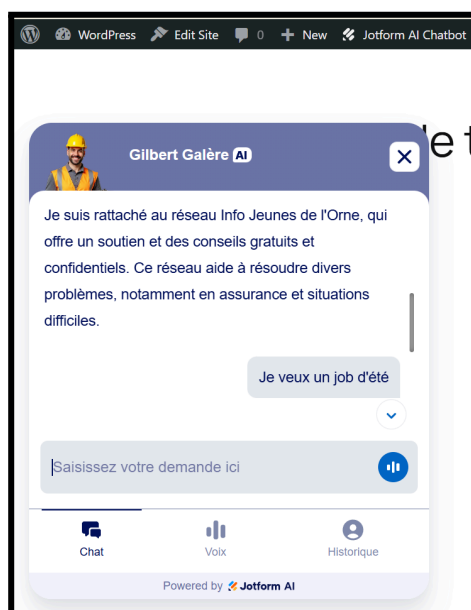 WordPress Edit Site 0 New Jotform AI Chatbot
Gilbert Galère AI
Je suis rattaché au réseau Info Jeunes de l'Orne, qui
offre un soutien et des conseils gratuits et
confidentiels. Ce réseau aide à résoudre divers
problèmes, notamment en assurance et situations
difficiles.
Je veux un job d'été
Saisissez votre demande ici
Chat Voix Historique
Powered by Jotform AI